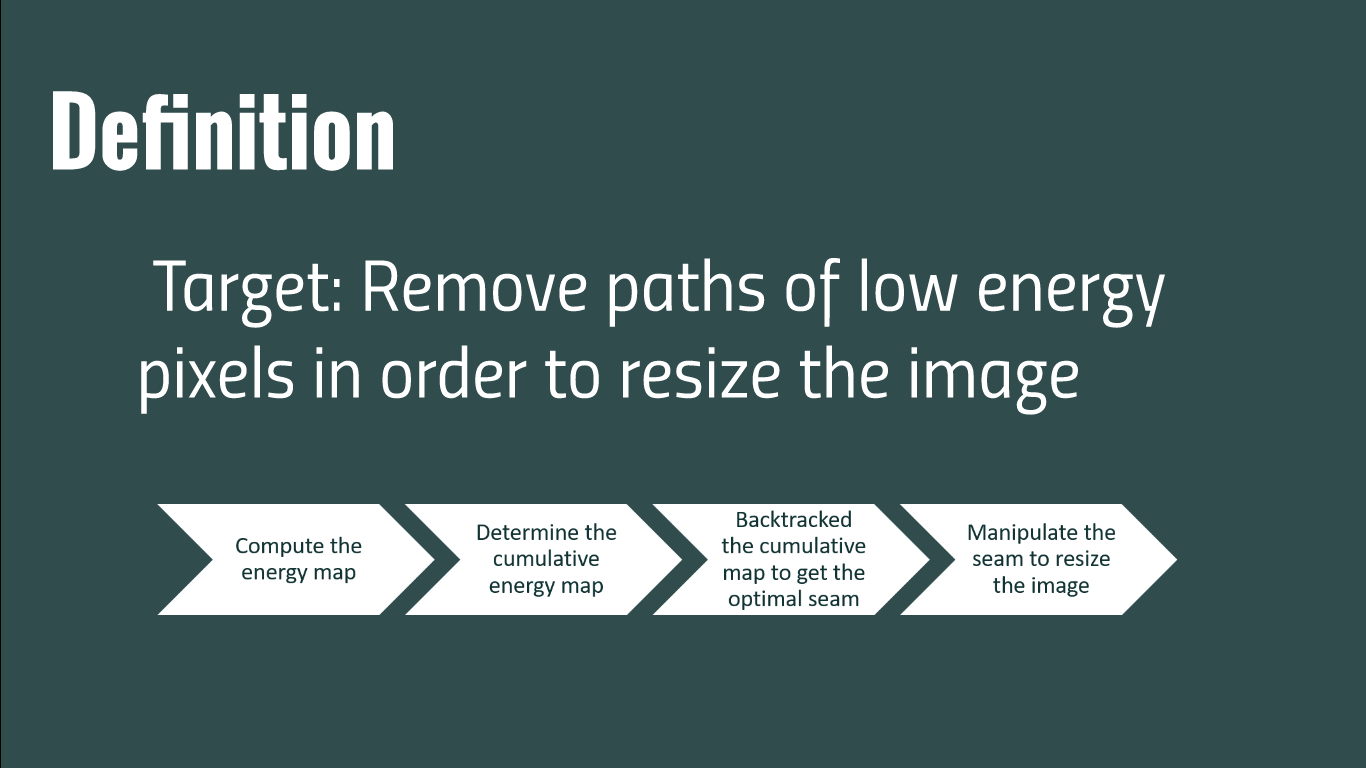 Definition
Target: Remove paths of low energy
pixels in order to resize the image
Compute the
energy map
Determine the
cumulative
energy map
Backtracked
the cumulative
map to get the
optimal seam
Manipulate the
seam to resize
the image